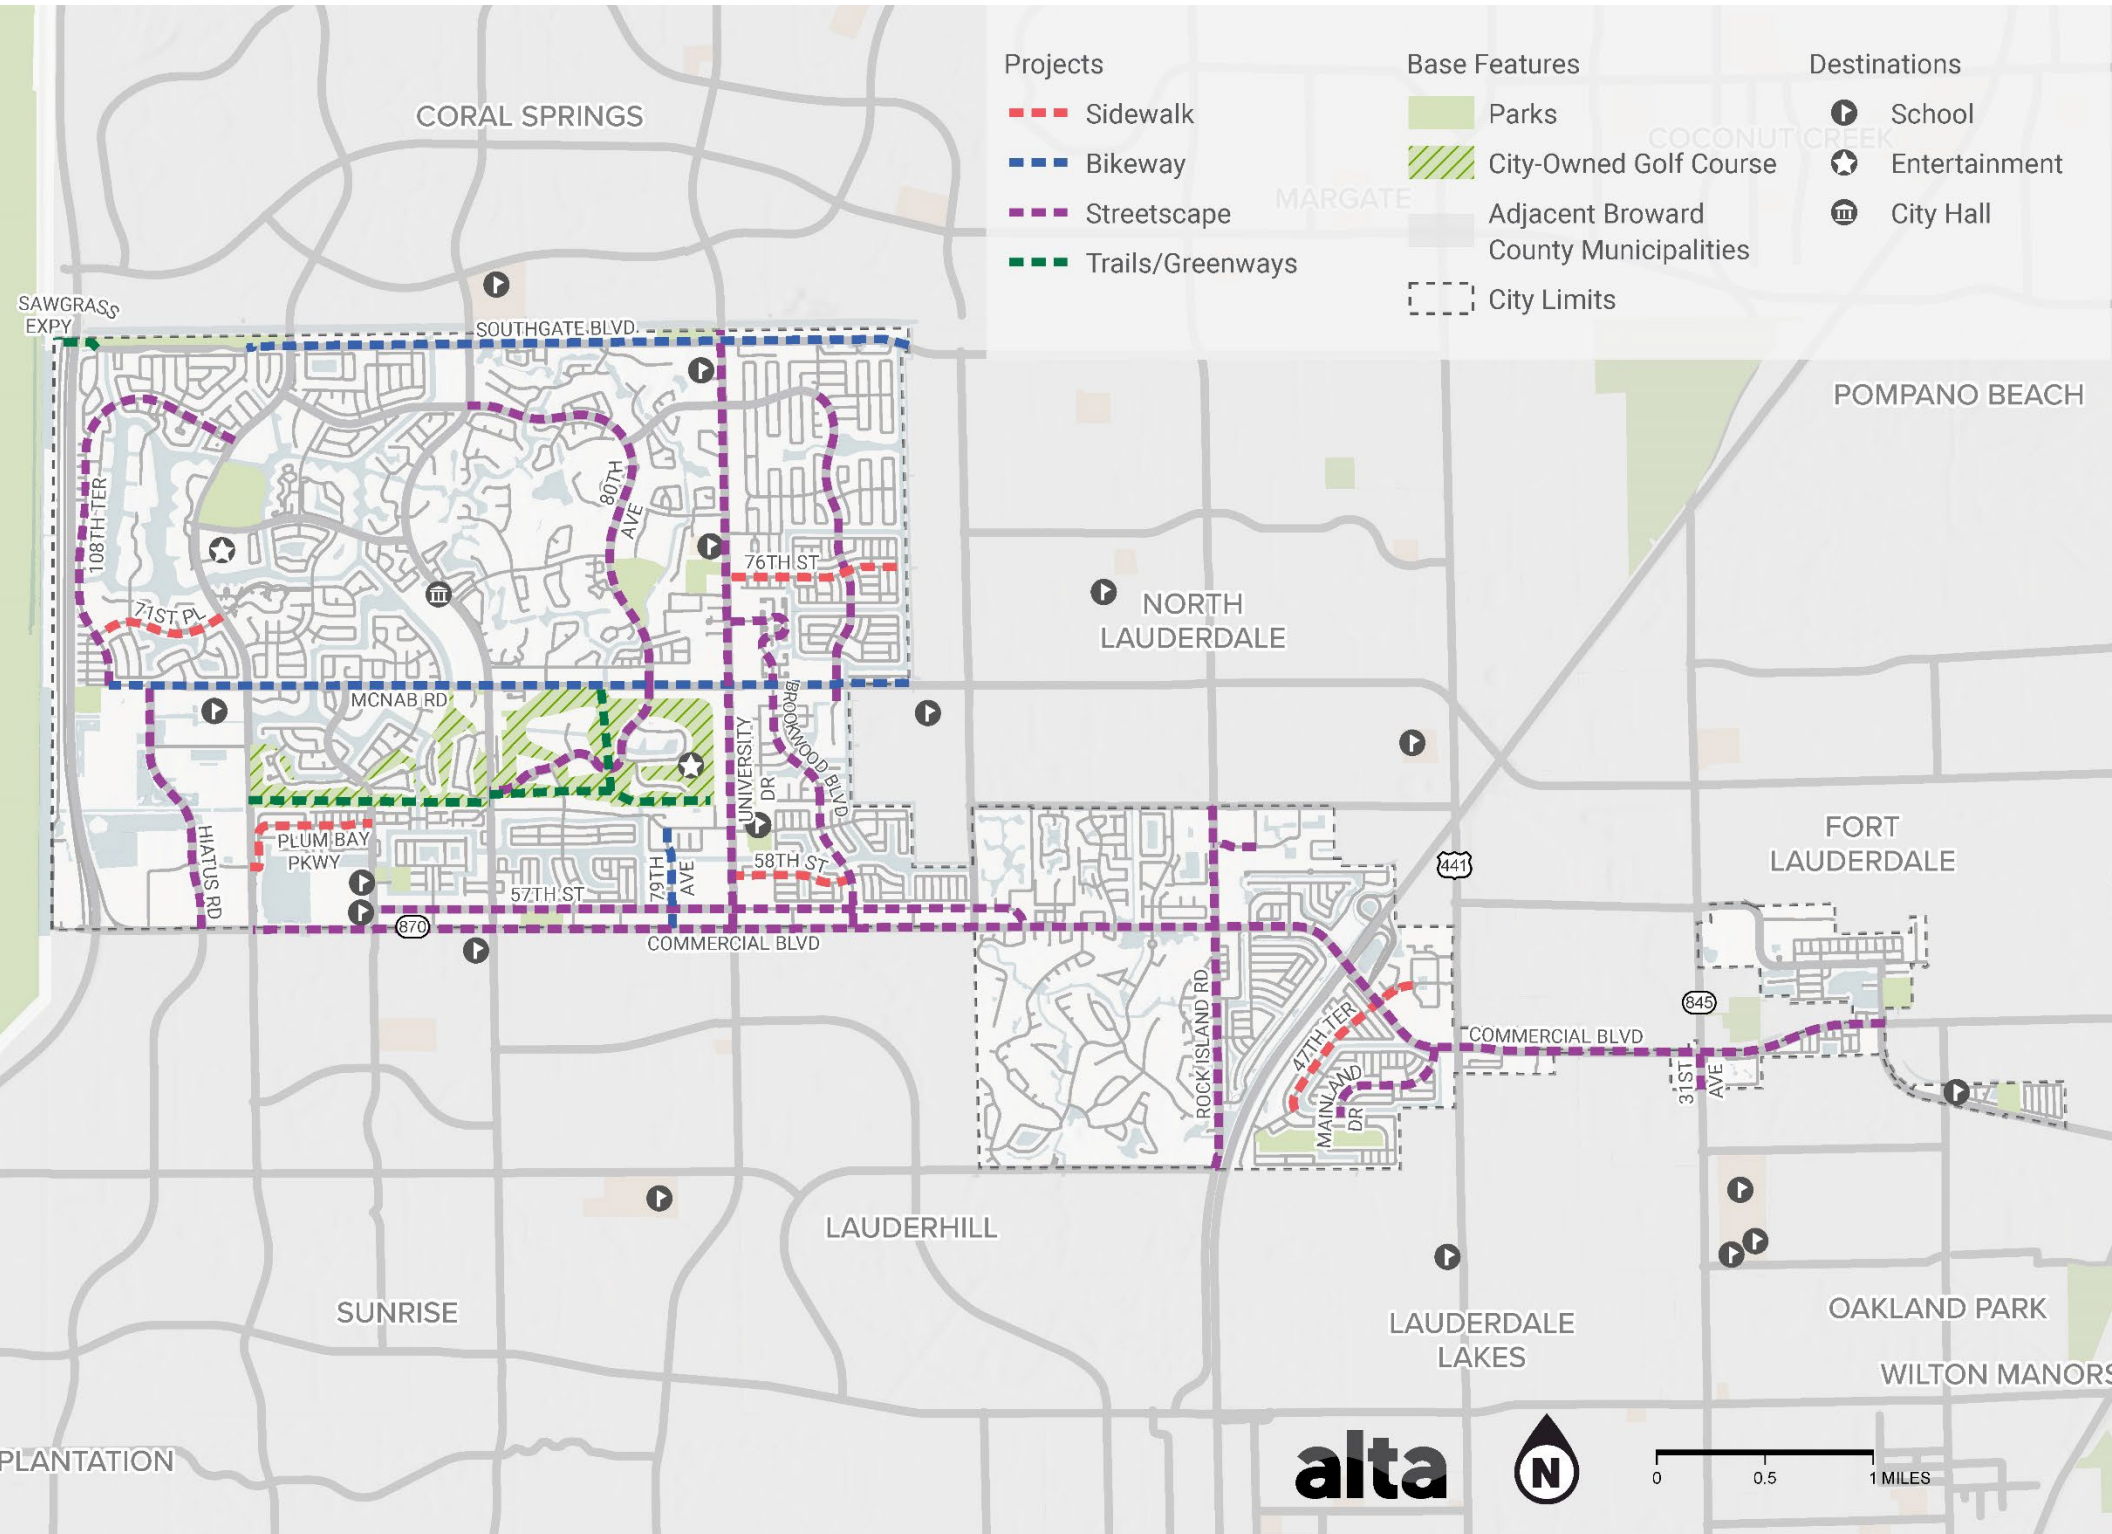 Projects
Sidewalk
Bikeway
Streetscape
Trails/Greenways
Base Features
Parks
City-Owned Golf Course
Adjacent Broward
County Municipalities
City Limits
Destinations
School
Entertainment
City Hall
COCONUT CREEK
MARGATE
CORAL SPRINGS
SAWGRASS
EXPY
SOUTHGATE BLVD
POMPANO BEACH
108TH TER
80TH
AVE
76TH ST
71ST PL
NORTH
LAUDERDALE
MCNAB RD
BROOKWOOD BLVD
UNIVERSITY
DR
HIATUS RD
PLUM BAY
PKWY
58TH ST
79TH
AVE
57TH ST
870
COMMERCIAL BLVD
441
FORT
LAUDERDALE
845
ROCK ISLAND RD
47TH TER
COMMERCIAL BLVD
MAINLAND
DR
31ST
AVE
LAUDERHILL
SUNRISE
LAUDERDALE
LAKES
OAKLAND PARK
WILTON MANORS
PLANTATION
alta
N
0 0.5 1 MILES